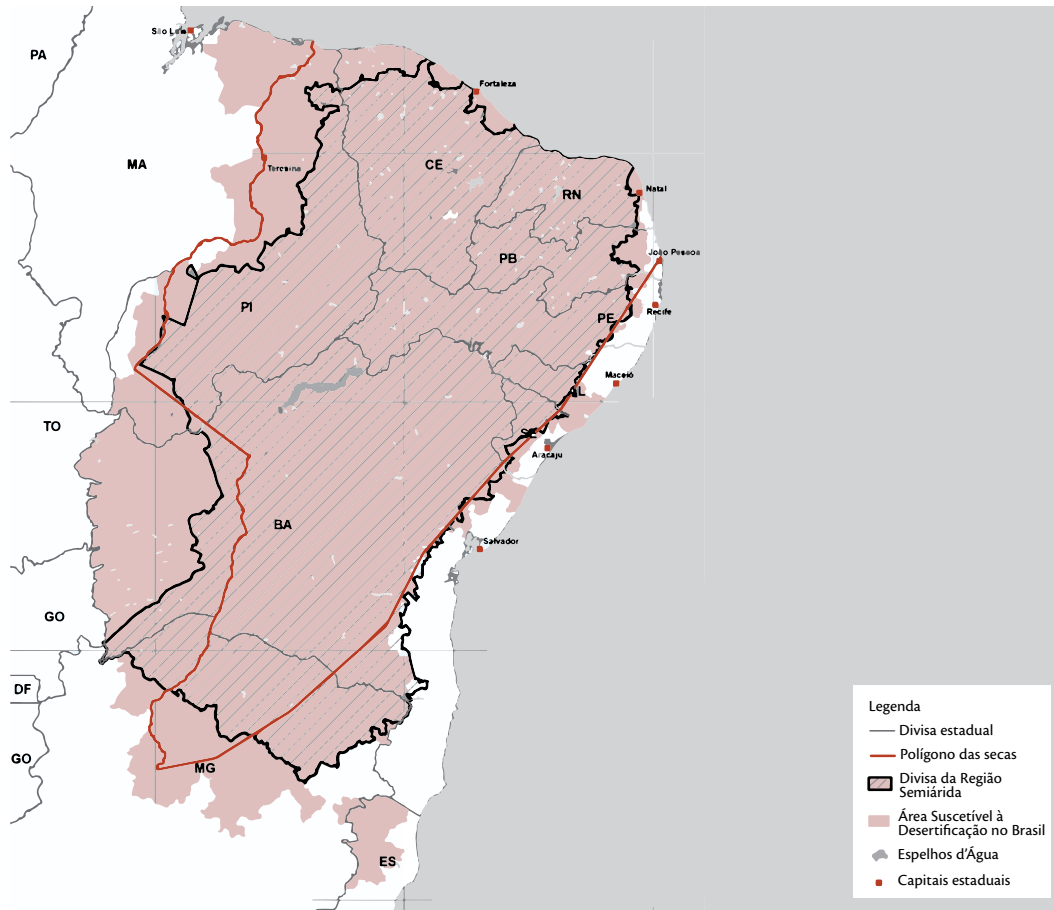 São Luís
PA
Fortaleza
MA
Teresina
CE
RN
Natal
PB
João Pessoa
PI
PE
Recife
Maceió
AL
TO
SE
Aracaju
BA
Salvador
GO
DF
GO
MG
ES
Legenda
Divisa estadual
Polígono das secas
Divisa da Região
Semiárida
Área Suscetível à
Desertificação no Brasil
Espelhos d'Água
Capitais estaduais